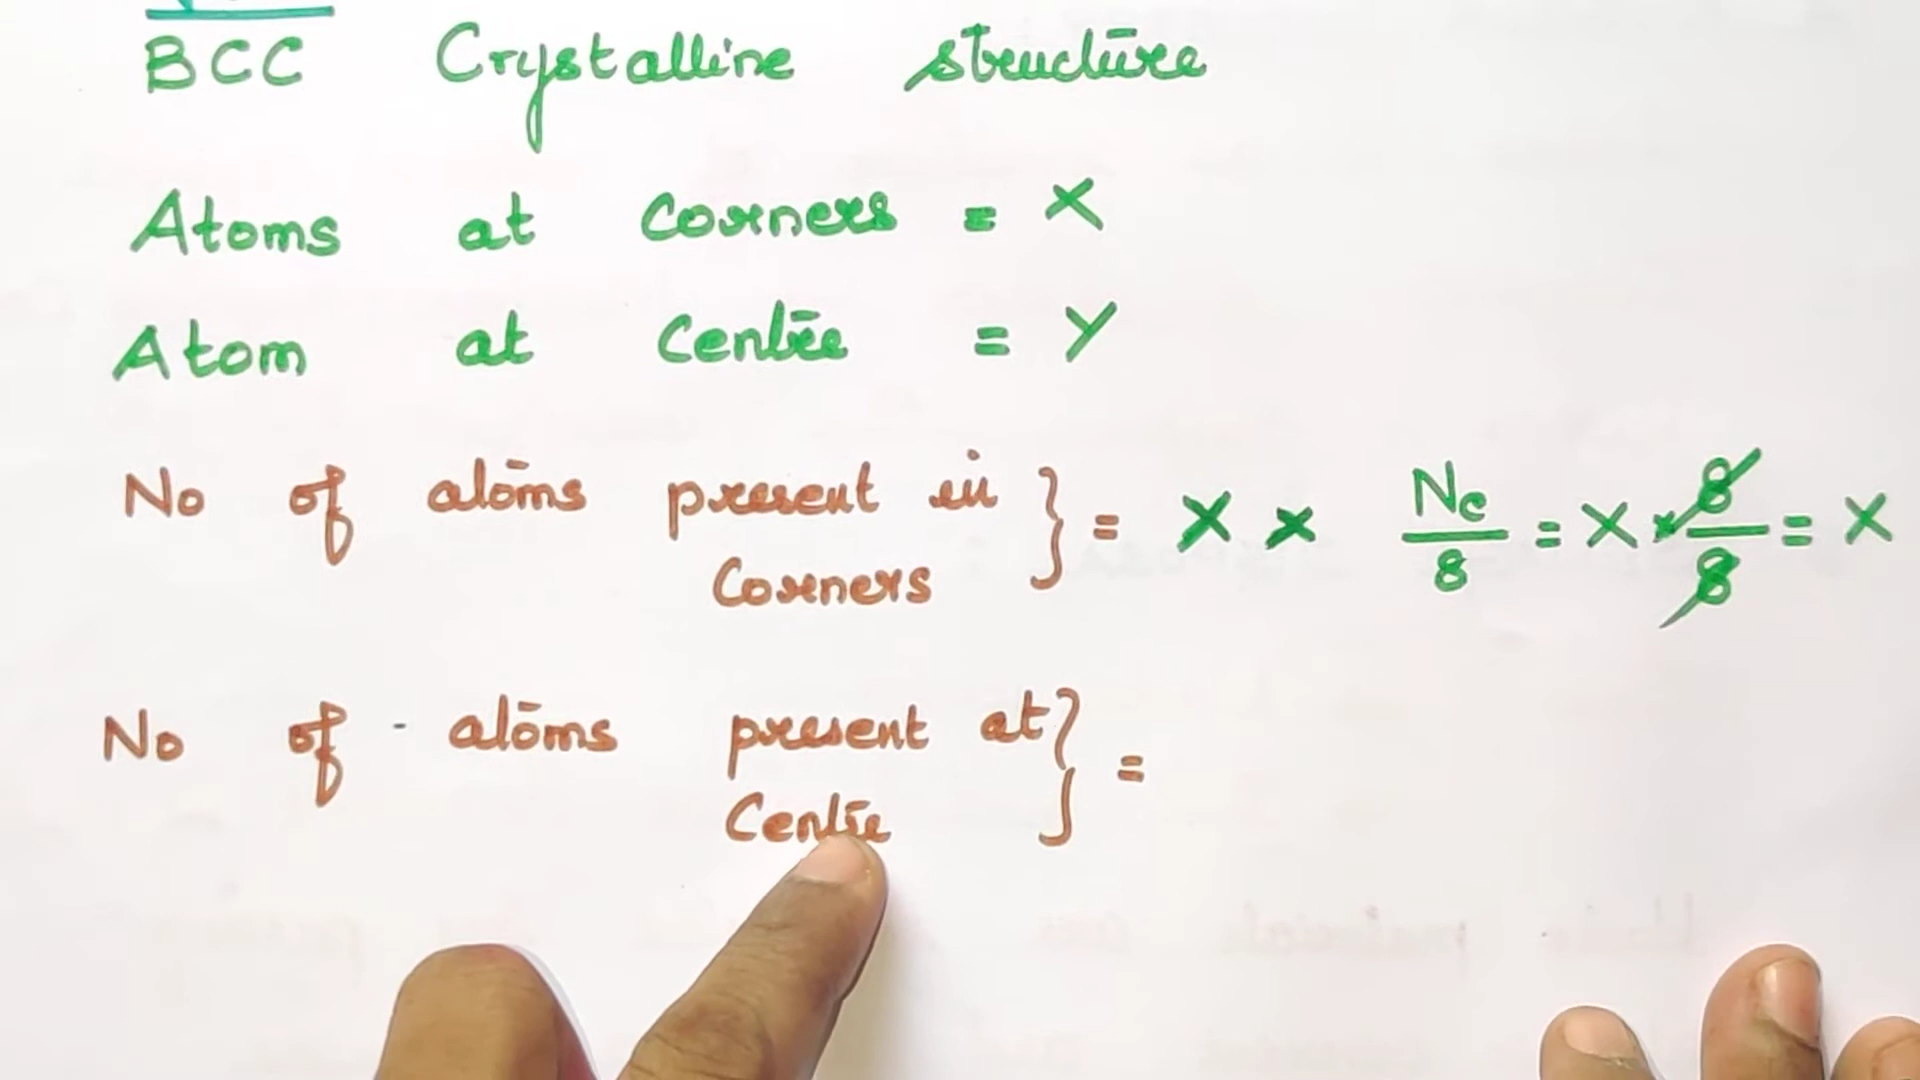 BCC Crystalline structure
Atoms at Corners = X
Atom at Centre = Y
No of atoms present in Corners } = X × Nc/8 = X × 8/8 = X
No of atoms present at Centre } =